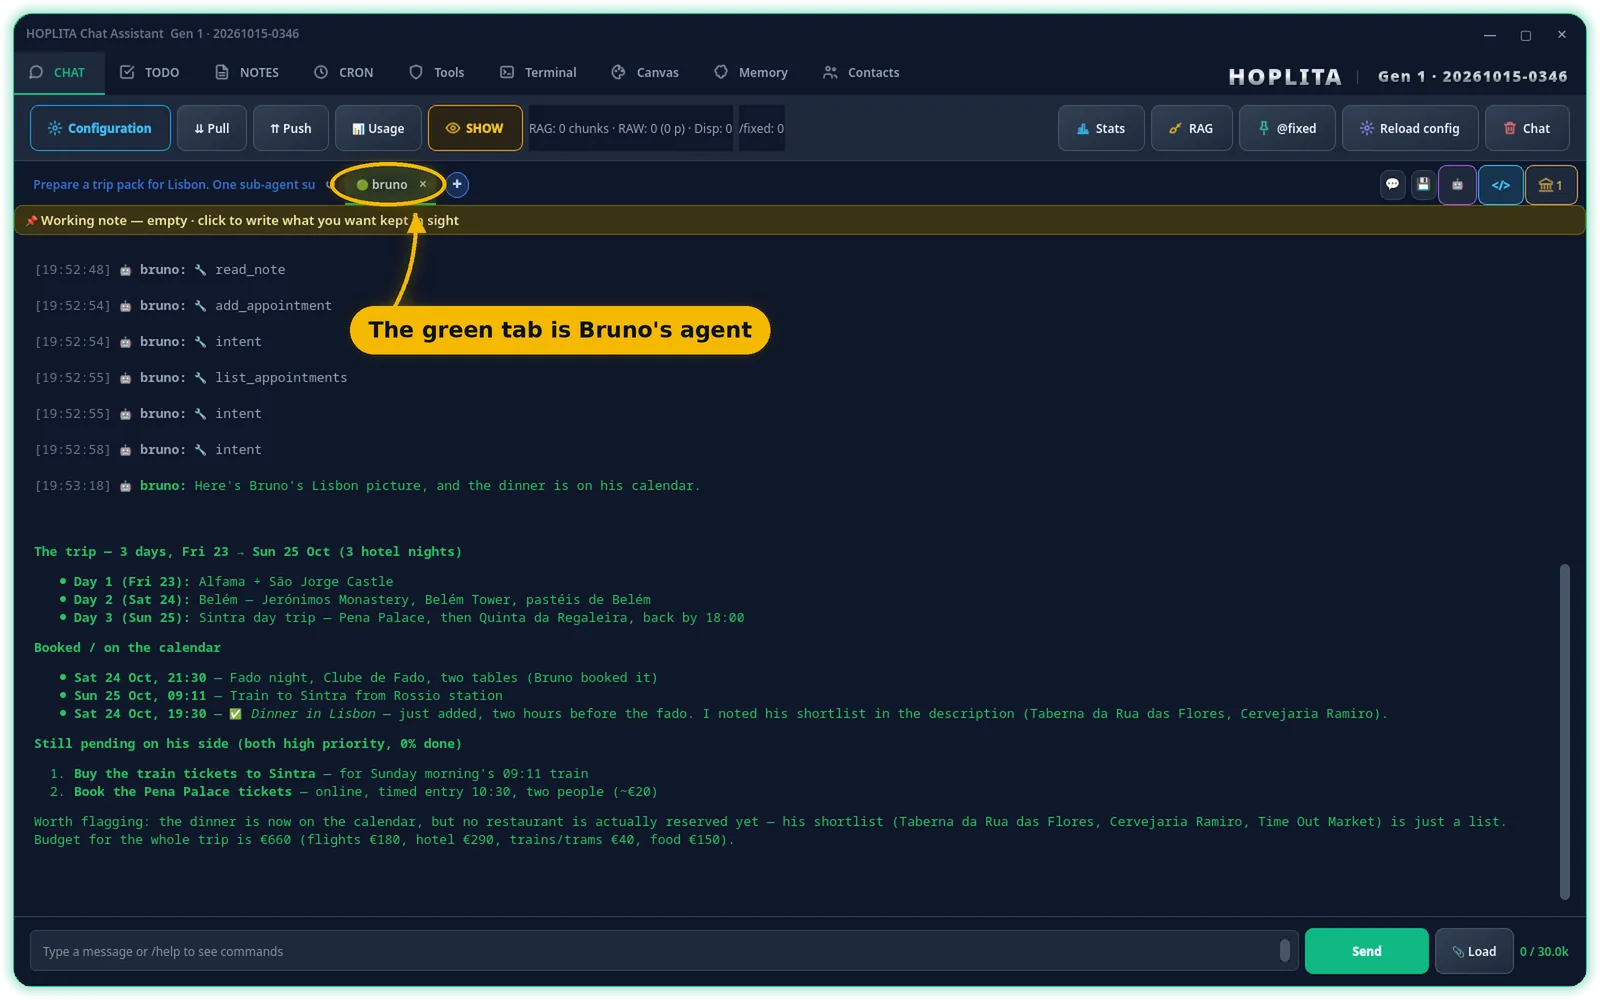 HOPLITA Chat Assistant Gen 1 · 20261015-0346
CHAT
TODO
NOTES
CRON
Tools
Terminal
Canvas
Memory
Contacts
HOPLITA
Gen 1 · 20261015-0346
Configuration
⇊ Pull
⇈ Push
Usage
SHOW
RAG: 0 chunks · RAW: 0 (0 p) · Disp: 0
/fixed: 0
Stats
RAG
@fixed
Reload config
Chat
Prepare a trip pack for Lisbon. One sub-agent su
bruno ×
+
</>
1
📌 Working note — empty · click to write what you want kept sight
[19:52:48] 🤖 bruno: 🔧 read_note
[19:52:54] 🤖 bruno: 🔧 add_appointment
The green tab is Bruno's agent
[19:52:54] 🤖 bruno: 🔧 intent
[19:52:55] 🤖 bruno: 🔧 list_appointments
[19:52:55] 🤖 bruno: 🔧 intent
[19:52:58] 🤖 bruno: 🔧 intent
[19:53:18] 🤖 bruno: Here's Bruno's Lisbon picture, and the dinner is on his calendar.
The trip — 3 days, Fri 23 → Sun 25 Oct (3 hotel nights)
• Day 1 (Fri 23): Alfama + São Jorge Castle
• Day 2 (Sat 24): Belém — Jerónimos Monastery, Belém Tower, pastéis de Belém
• Day 3 (Sun 25): Sintra day trip — Pena Palace, then Quinta da Regaleira, back by 18:00
Booked / on the calendar
• Sat 24 Oct, 21:30 — Fado night, Clube de Fado, two tables (Bruno booked it)
• Sun 25 Oct, 09:11 — Train to Sintra from Rossio station
• Sat 24 Oct, 19:30 — ✅ Dinner in Lisbon — just added, two hours before the fado. I noted his shortlist in the description (Taberna da Rua das Flores, Cervejaria Ramiro).
Still pending on his side (both high priority, 0% done)
1. Buy the train tickets to Sintra — for Sunday morning's 09:11 train
2. Book the Pena Palace tickets — online, timed entry 10:30, two people (~€20)
Worth flagging: the dinner is now on the calendar, but no restaurant is actually reserved yet — his shortlist (Taberna da Rua das Flores, Cervejaria Ramiro, Time Out Market) is just a list.
Budget for the whole trip is €660 (flights €180, hotel €290, trains/trams €40, food €150).
Type a message or /help to see commands
Send
Load
0 / 30.0k